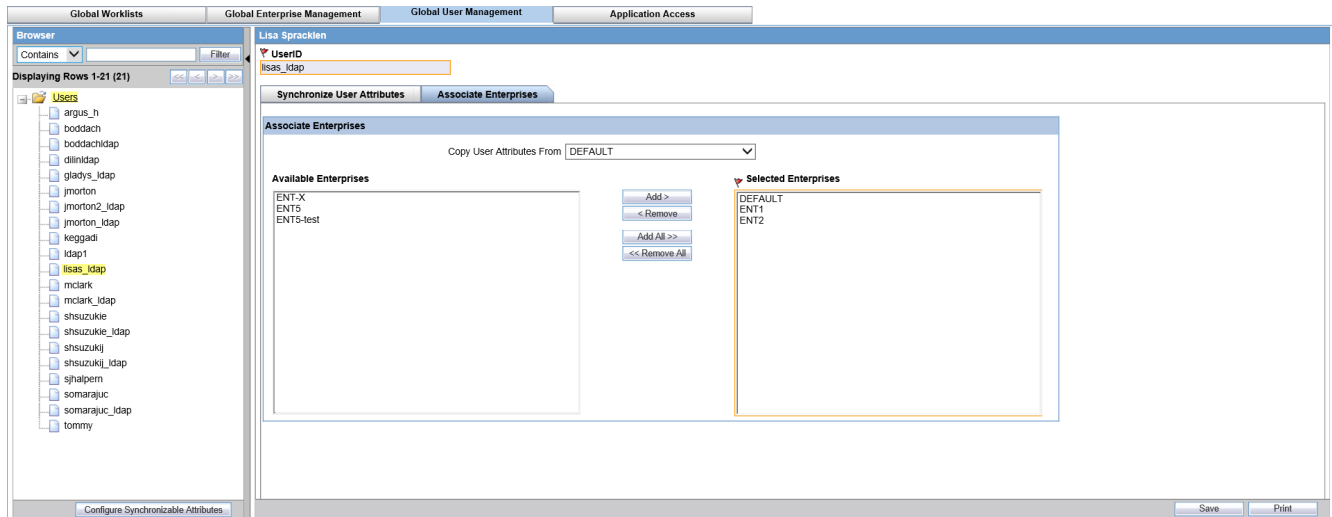 Global Worklists
Global Enterprise Management
Global User Management
Application Access
Browser
Contains
Filter
Displaying Rows 1-21 (21)
<< < > >>
Users
argus_h
boddach
boddachldap
dilinldap
gladys_ldap
jmorton
jmorton2_ldap
jmorton_ldap
keggadi
ldap1
lisas_ldap
mclark
mclark_ldap
shsuzukie
shsuzukie_ldap
shsuzukij
shsuzukij_ldap
sjhalpern
somarajuc
somarajuc_ldap
tommy
Configure Synchronizable Attributes
Lisa Spracklen
UserID
lisas_ldap
Synchronize User Attributes
Associate Enterprises
Associate Enterprises
Copy User Attributes From DEFAULT
Available Enterprises
ENT-X
ENT5
ENT5-test
Add >
< Remove
Add All >>
<< Remove All
Selected Enterprises
DEFAULT
ENT1
ENT2
Save
Print